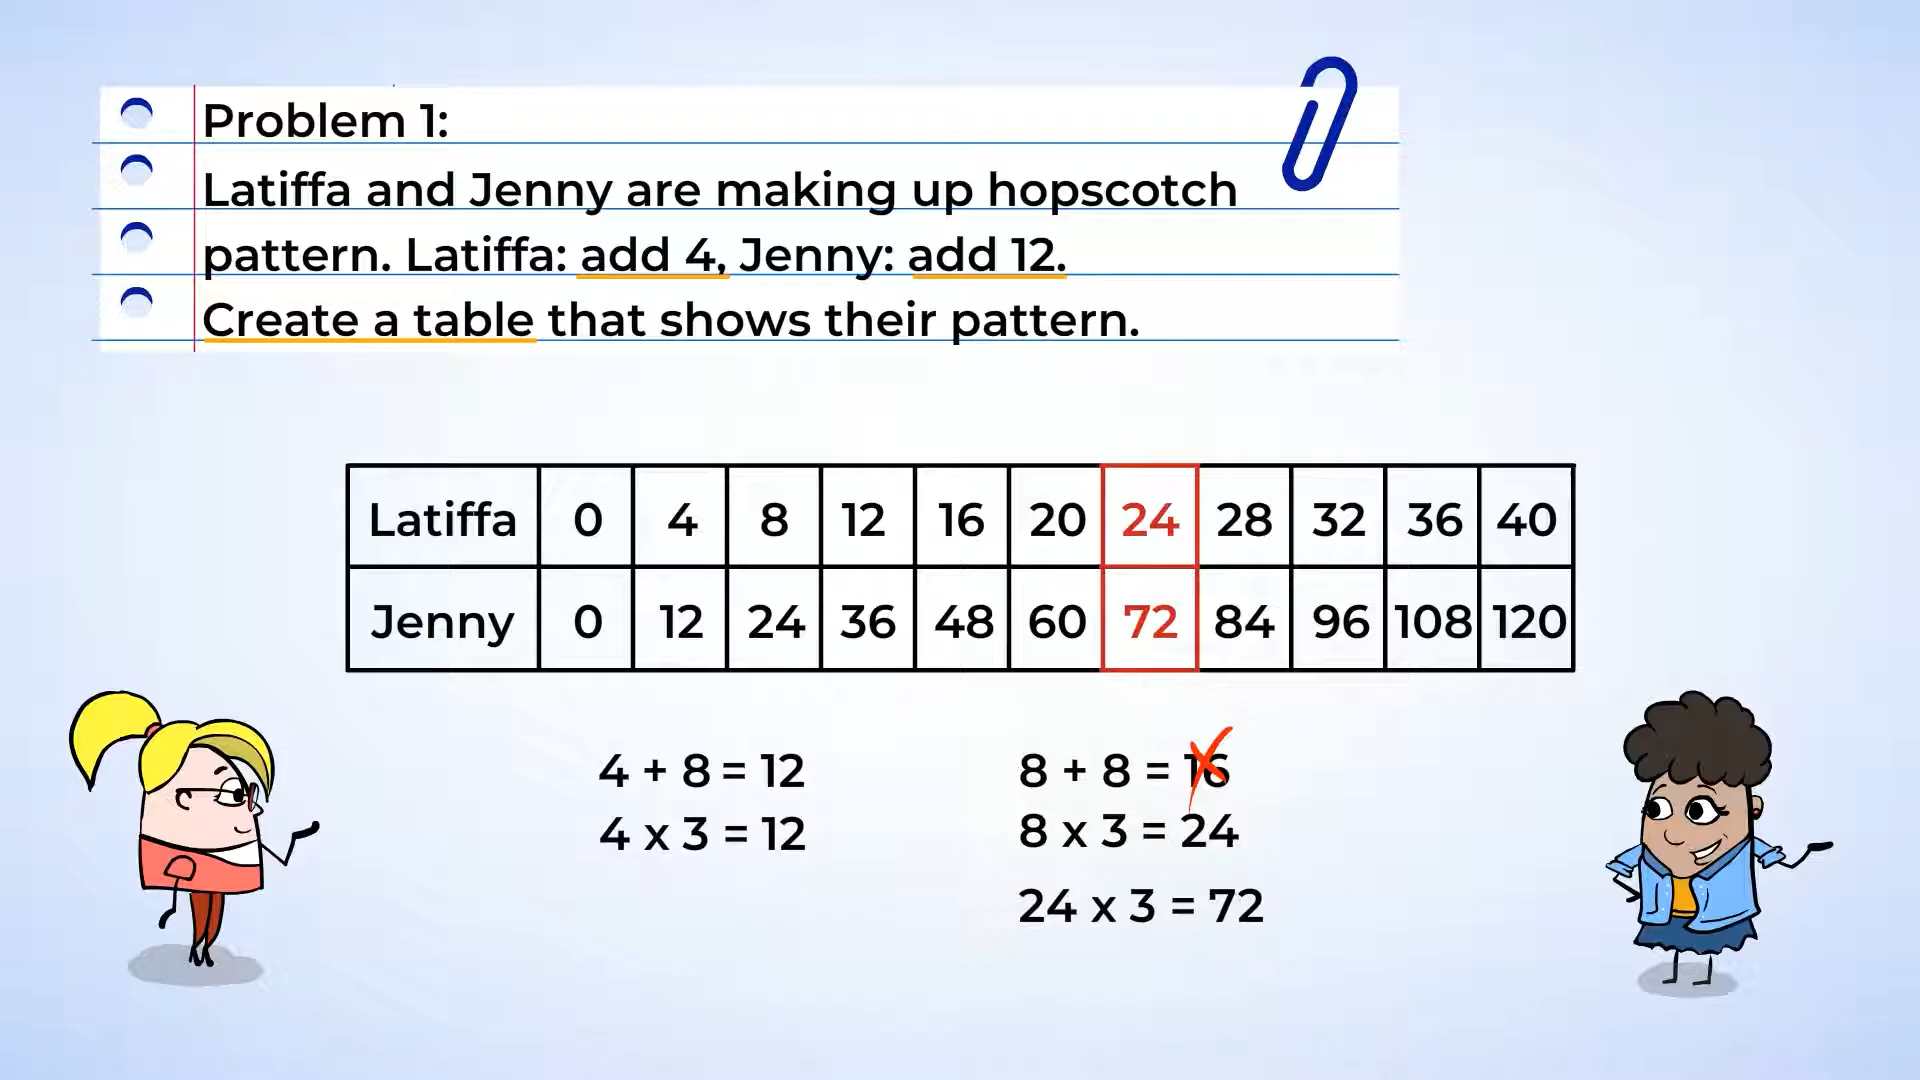 Problem 1:
Latiffa and Jenny are making up hopscotch
pattern. Latiffa: add 4, Jenny: add 12.
Create a table that shows their pattern.
Latiffa 0 4 8 12 16 20 24 28 32 36 40
Jenny 0 12 24 36 48 60 72 84 96 108 120
4 + 8 = 12
4 x 3 = 12
8 + 8 = 16
8 x 3 = 24
24 x 3 = 72